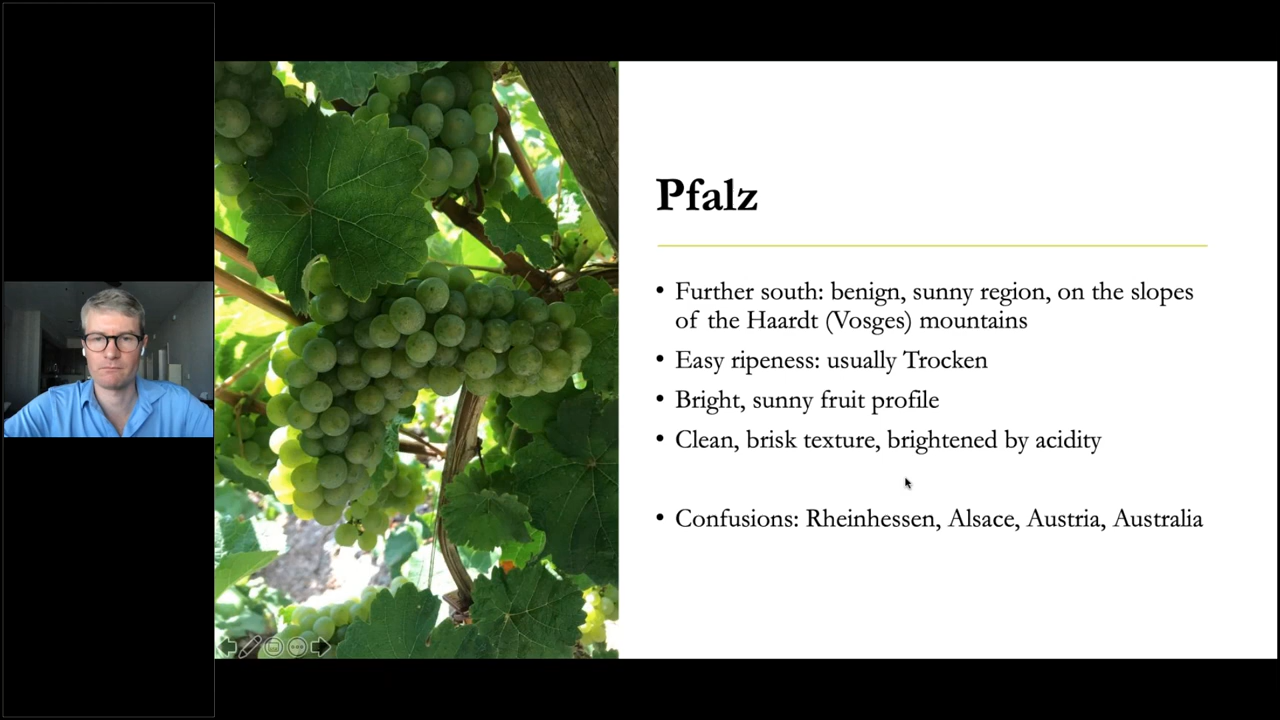 Pfalz
• Further south: benign, sunny region, on the slopes
of the Haardt (Vosges) mountains
• Easy ripeness: usually Trocken
• Bright, sunny fruit profile
• Clean, brisk texture, brightened by acidity
• Confusions: Rheinhessen, Alsace, Austria, Australia